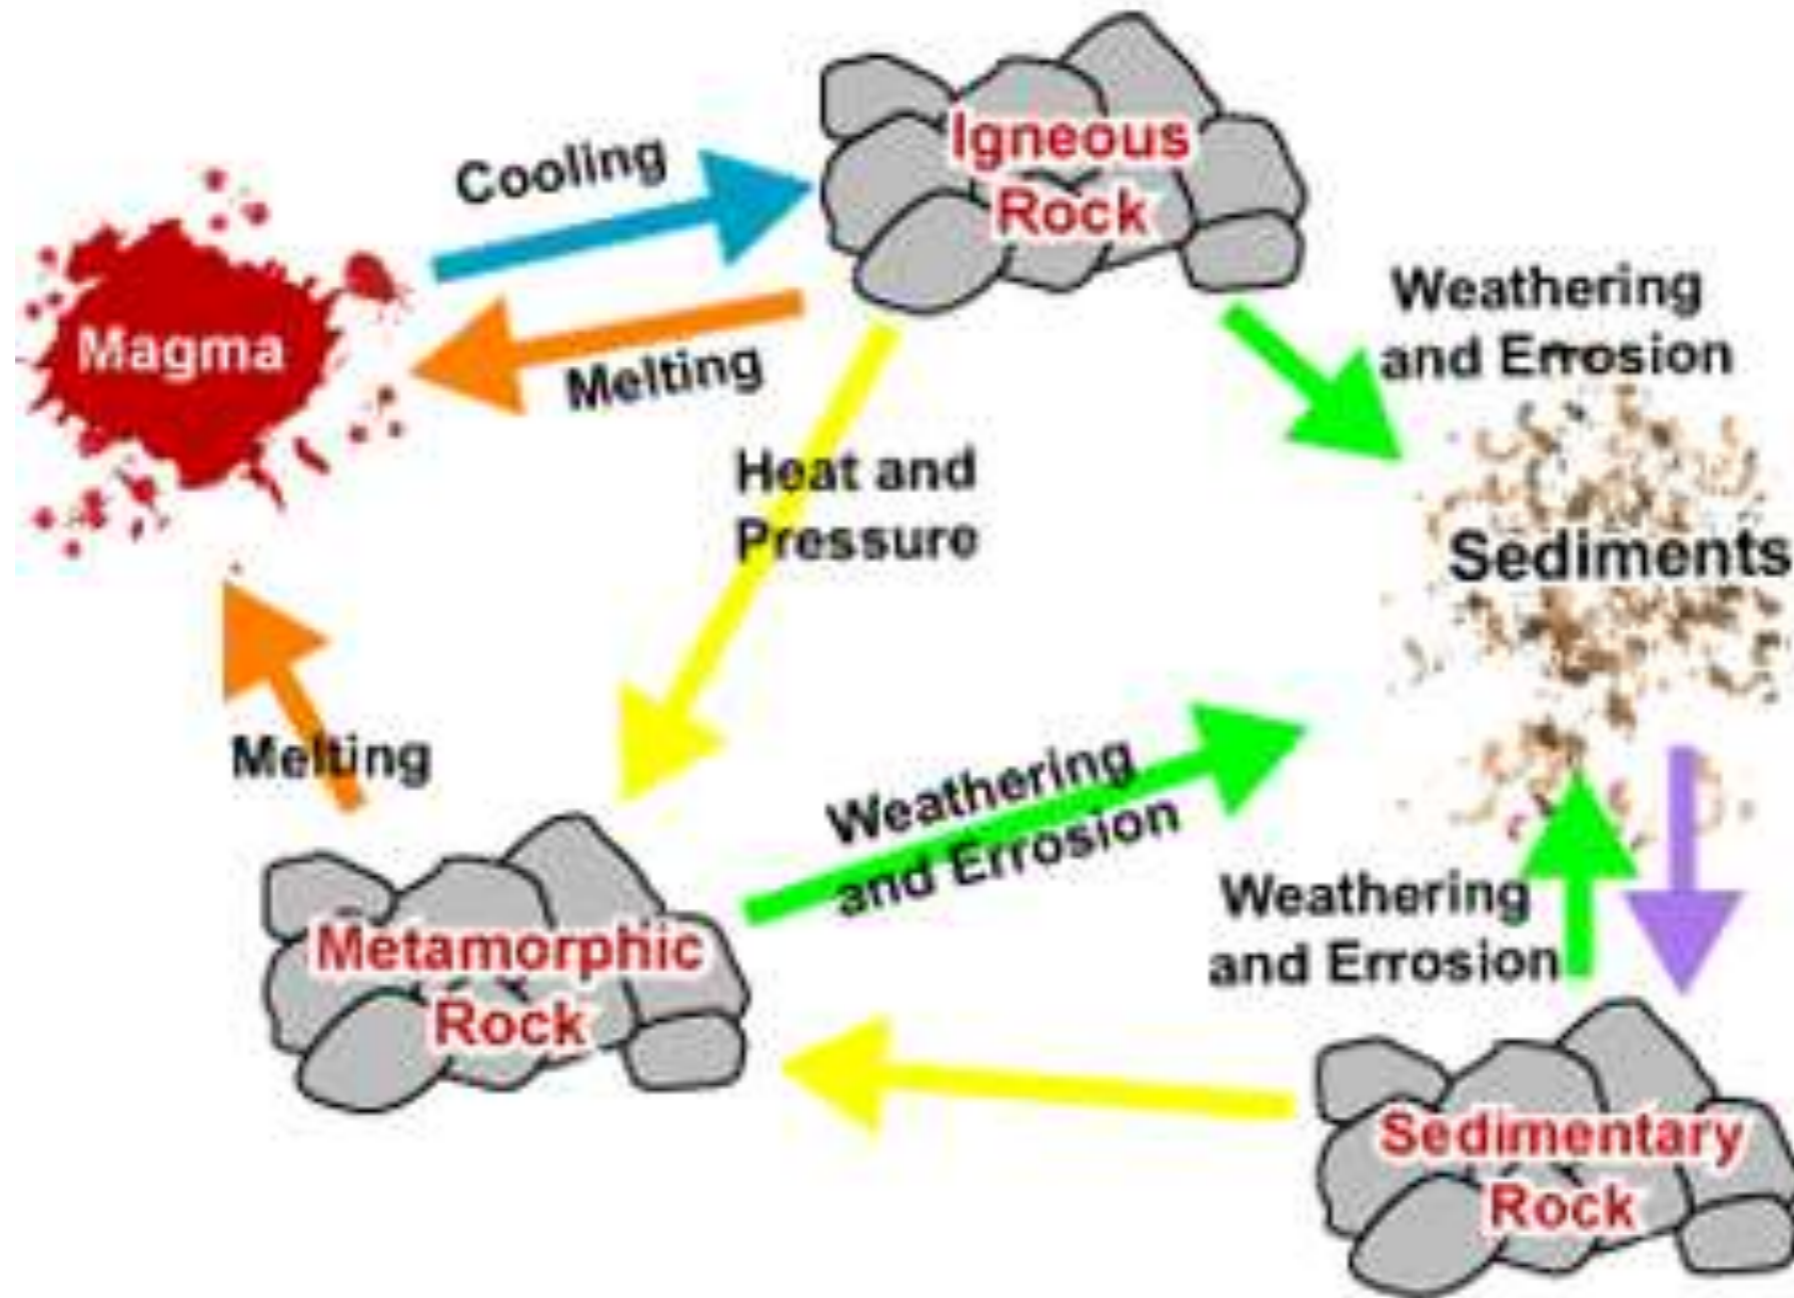 Igneous
Rock
Cooling
Magma
Melting
Weathering
and Errosion
Heat and
Pressure
Sediments
Melting
Weathering
and Errosion
Weathering
and Errosion
Metamorphic
Rock
Sedimentary
Rock